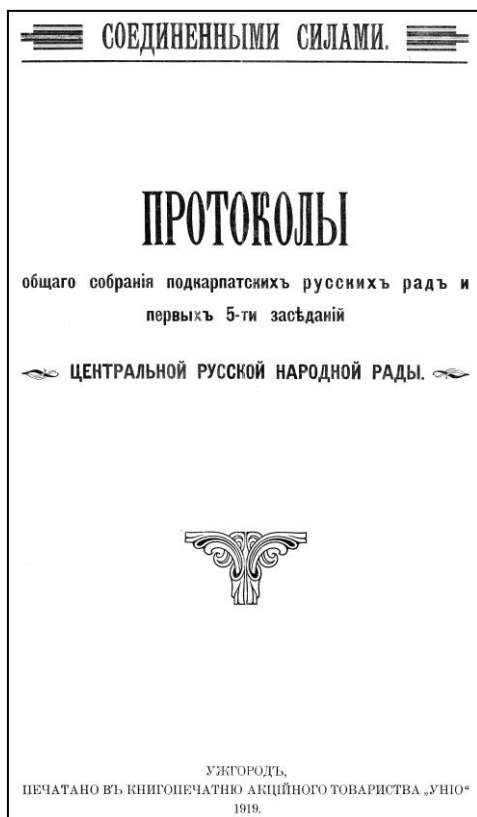 СОЕДИНЕННЫМИ СИЛАМИ.
ПРОТОКОЛЫ
общаго собранія подкарпатскихъ русскихъ радъ и
первыхъ 5-ти засѣданій
ЦЕНТРАЛЬНОЙ РУССКОЙ НАРОДНОЙ РАДЫ.
УЖГОРОДЪ,
ПЕЧАТАНО ВЪ КНИГОПЕЧАТНЮ АКЦІЙНОГО ТОВАРИСТВА „УНІО“
1919.